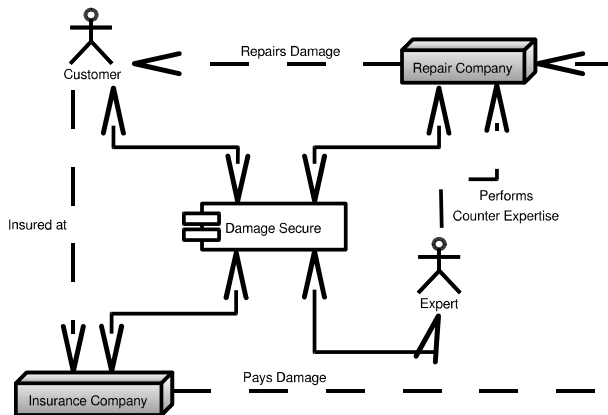 Repairs Damage
Customer
Repair Company
Performs
Counter Expertise
Insured at
Damage Secure
Expert
Pays Damage
Insurance Company